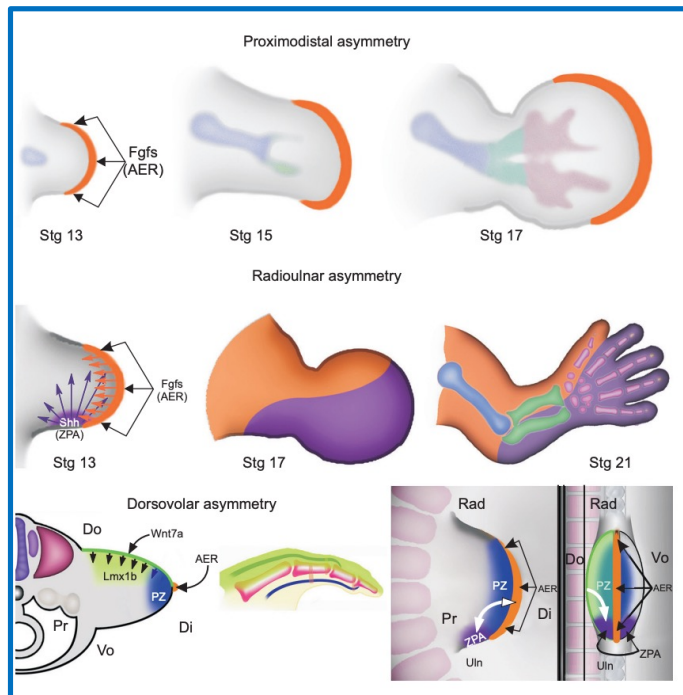 Proximodistal asymmetry
Fgfs
(AER)
Stg 13
Stg 15
Stg 17
Radioulnar asymmetry
Shh
(ZPA)
Fgfs
(AER)
Stg 13
Stg 17
Stg 21
Dorsovolar asymmetry
Do
Wnt7a
Lmx1b
AER
PZ
Pr
Di
Vo
Rad
PZ
AER
Pr
Di
ZPA
Uln
Rad
Do
Vo
PZ
AER
Uln
ZPA